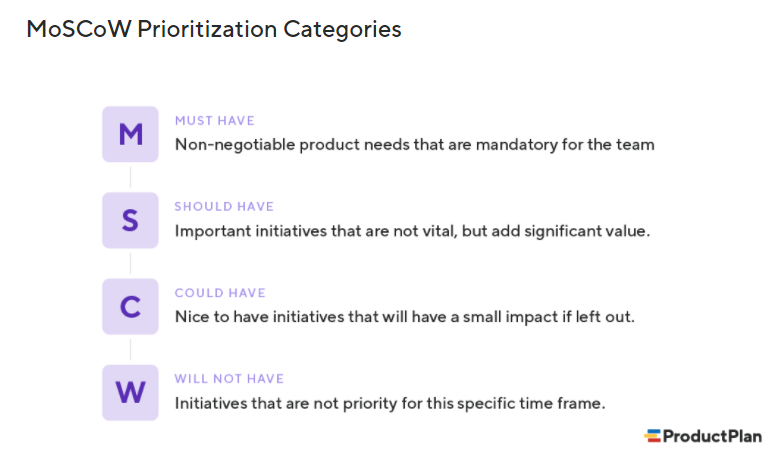 MoSCoW Prioritization Categories
M
MUST HAVE
Non-negotiable product needs that are mandatory for the team
S
SHOULD HAVE
Important initiatives that are not vital, but add significant value.
C
COULD HAVE
Nice to have initiatives that will have a small impact if left out.
W
WILL NOT HAVE
Initiatives that are not priority for this specific time frame.
ProductPlan